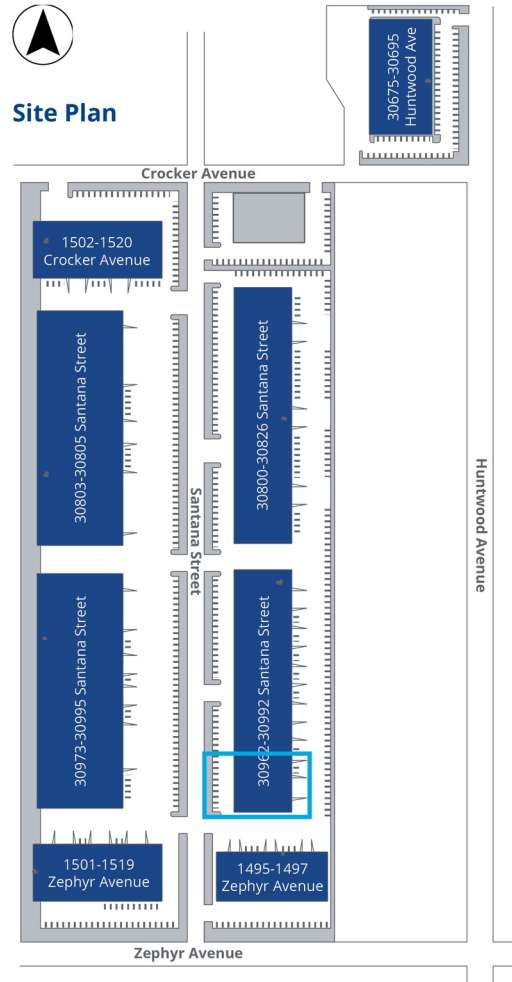 30675-30695
Huntwood Ave
Site Plan
Crocker Avenue
1502-1520
Crocker Avenue
30803-30805 Santana Street
30800-30826 Santana Street
Santana Street
Huntwood Avenue
30973-30995 Santana Street
30962-30992 Santana Street
1501-1519
Zephyr Avenue
1495-1497
Zephyr Avenue
Zephyr Avenue